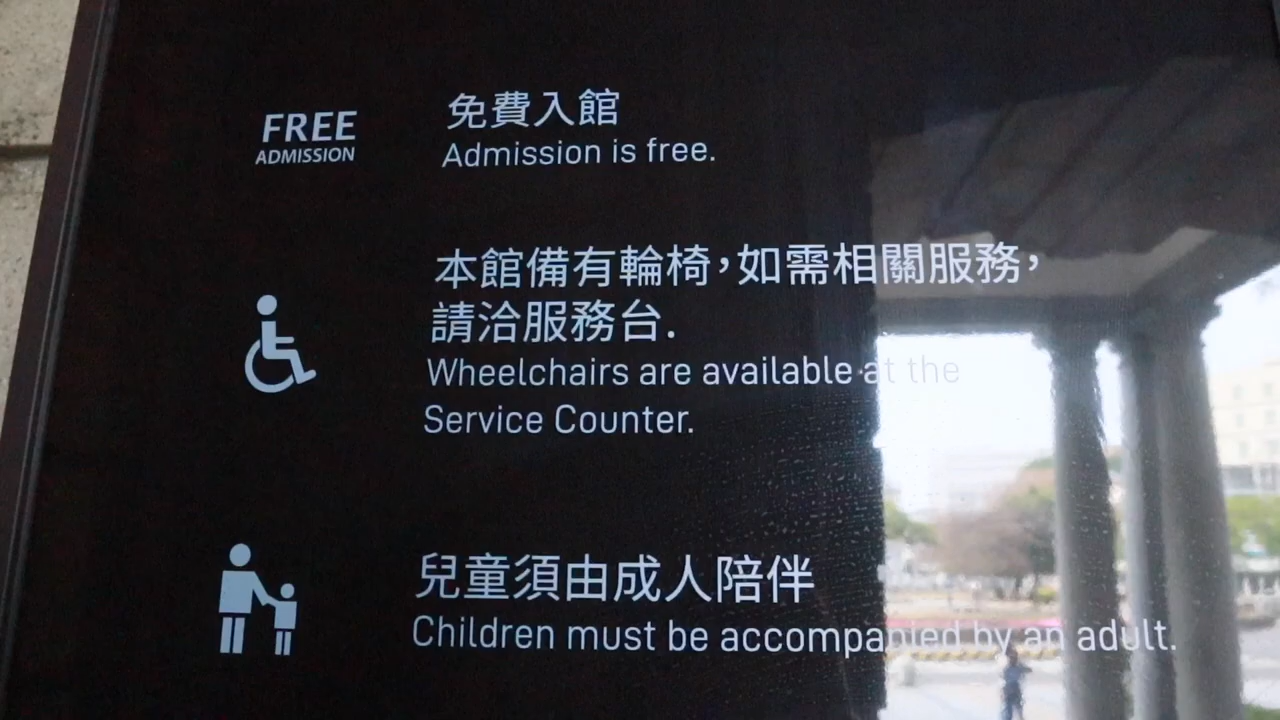 FREE
ADMISSION
免費入館
Admission is free.
本館備有輪椅，如需相關服務，
請洽服務台.
Wheelchairs are available at the
Service Counter.
兒童須由成人陪伴
Children must be accompanied by an adult.